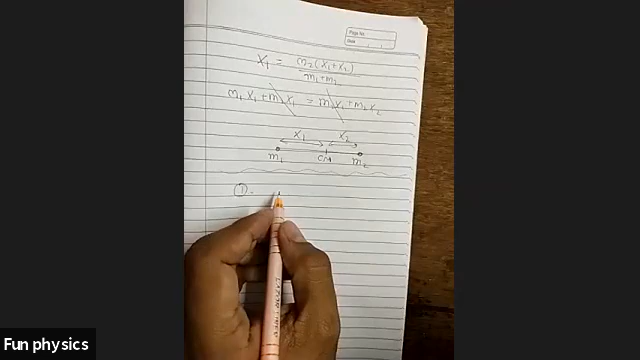 Page No.
Date
X₁ = m₂(X₁+X₂)
m₁+m₂
m₁X₁+m₂X₁ = m₂X₁+m₂X₂
X₁ X₂
m₁ CM m₂
①.
Fun physics